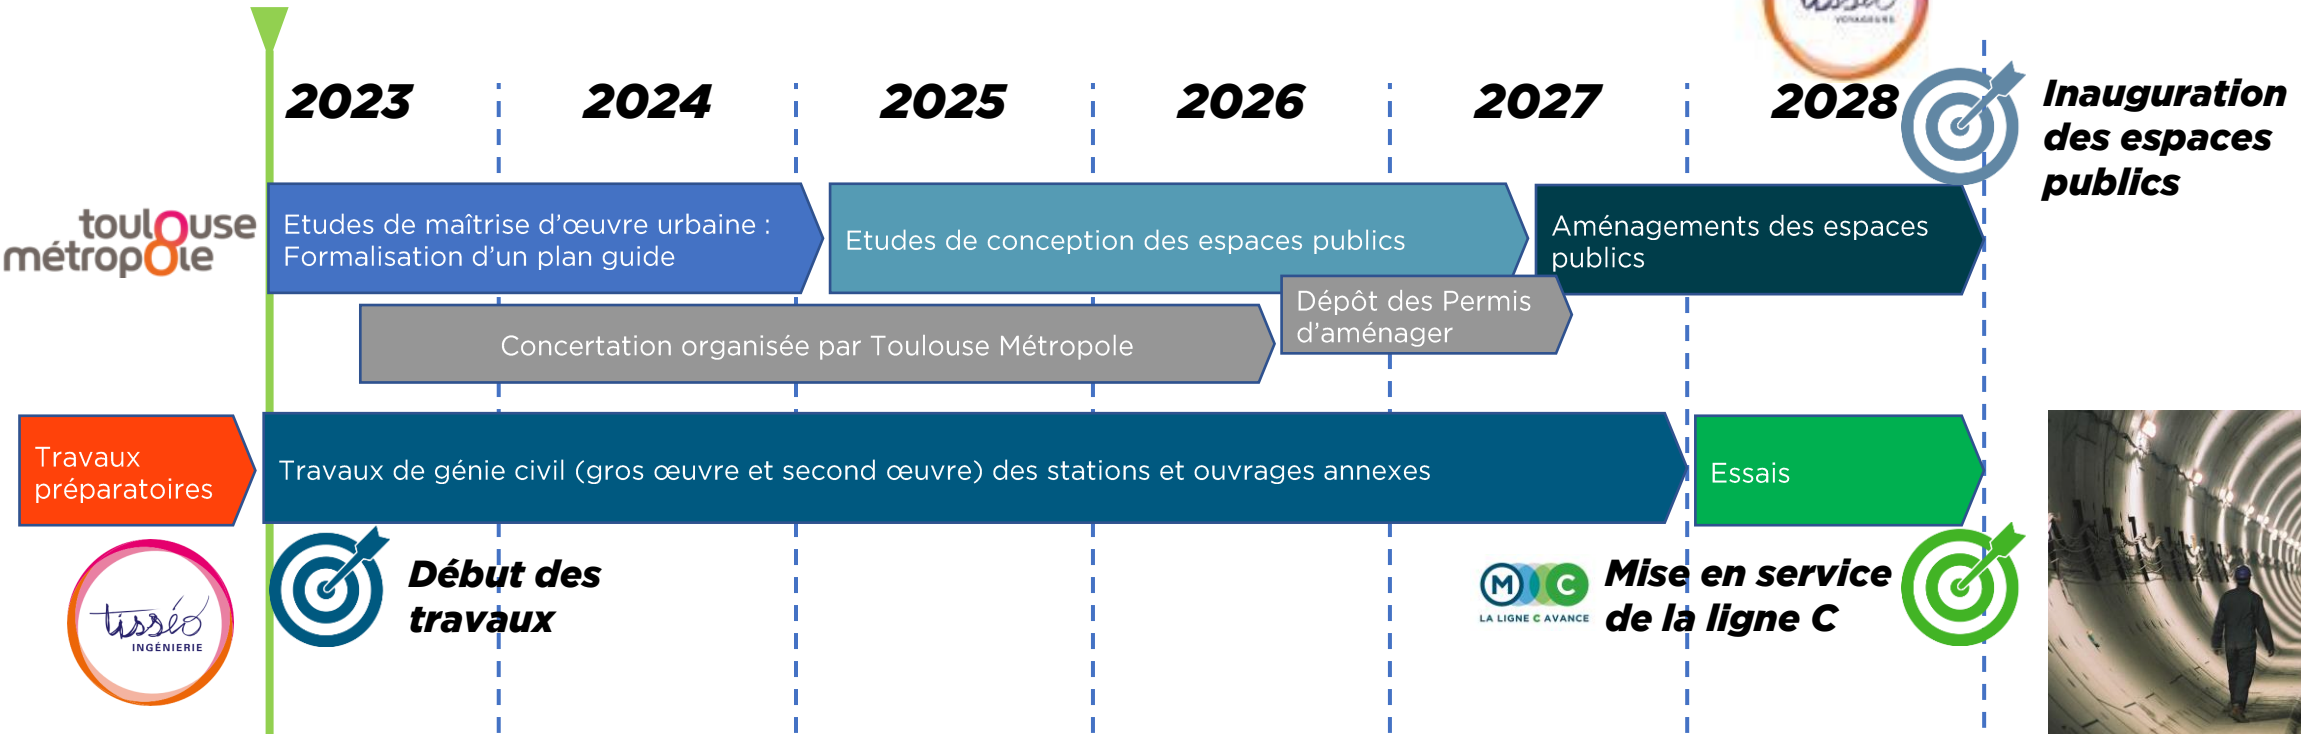 tisséo
VOYAGEURS
2023
2024
2025
2026
2027
2028
Inauguration
des espaces
publics
toulouse
métropole
Etudes de maîtrise d’œuvre urbaine :
Formalisation d’un plan guide
Etudes de conception des espaces publics
Aménagements des espaces
publics
Dépôt des Permis
d’aménager
Concertation organisée par Toulouse Métropole
Travaux
préparatoires
Travaux de génie civil (gros œuvre et second œuvre) des stations et ouvrages annexes
Essais
tisséo
INGÉNIERIE
Début des
travaux
M C
LA LIGNE C AVANCE
Mise en service
de la ligne C